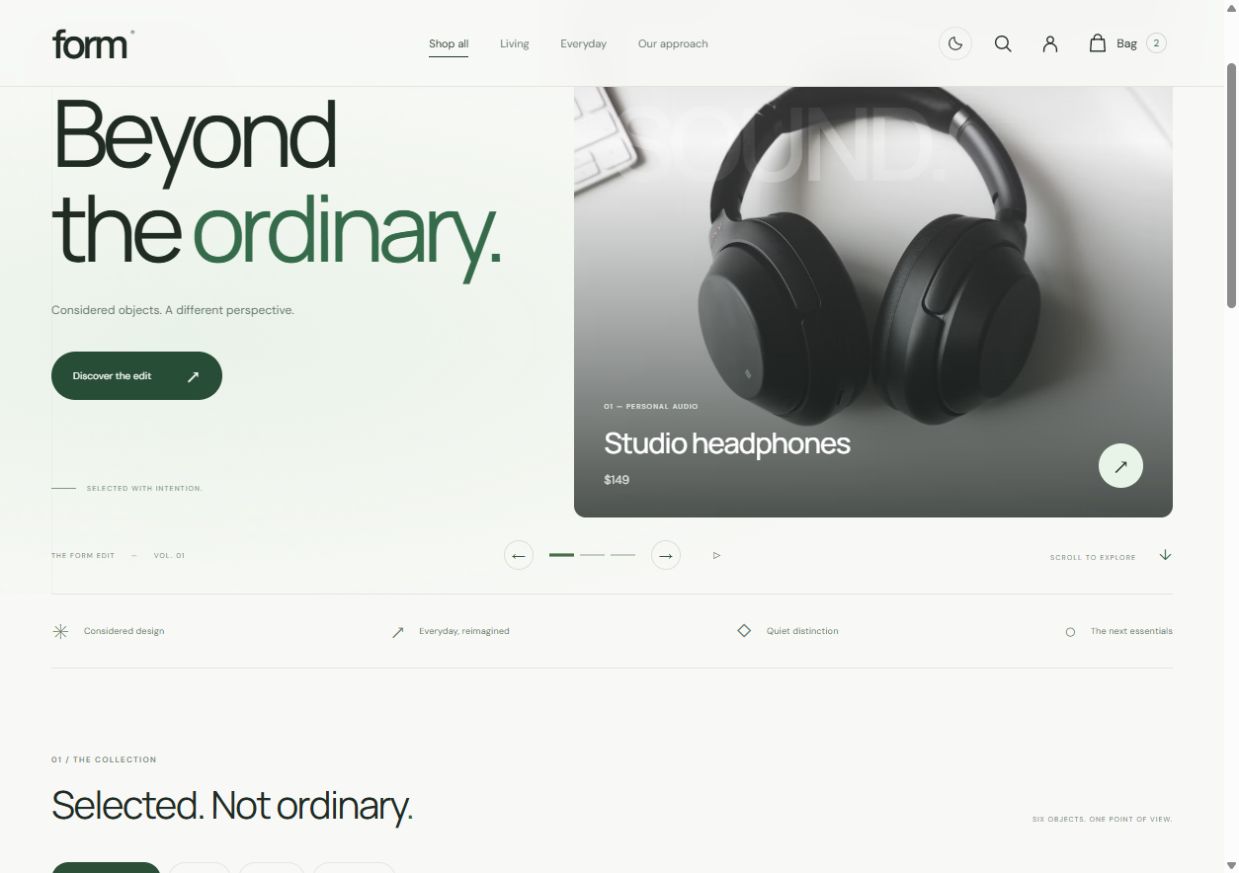 form
Shop all
Living
Everyday
Our approach
Bag
2
Beyond
the ordinary.
Considered objects. A different perspective.
Discover the edit
SELECTED WITH INTENTION.
SOUND.
01 — PERSONAL AUDIO
Studio headphones
$149
THE FORM EDIT — VOL. 01
SCROLL TO EXPLORE
Considered design
Everyday, reimagined
Quiet distinction
The next essentials
01 / THE COLLECTION
Selected. Not ordinary.
SIX OBJECTS. ONE POINT OF VIEW.